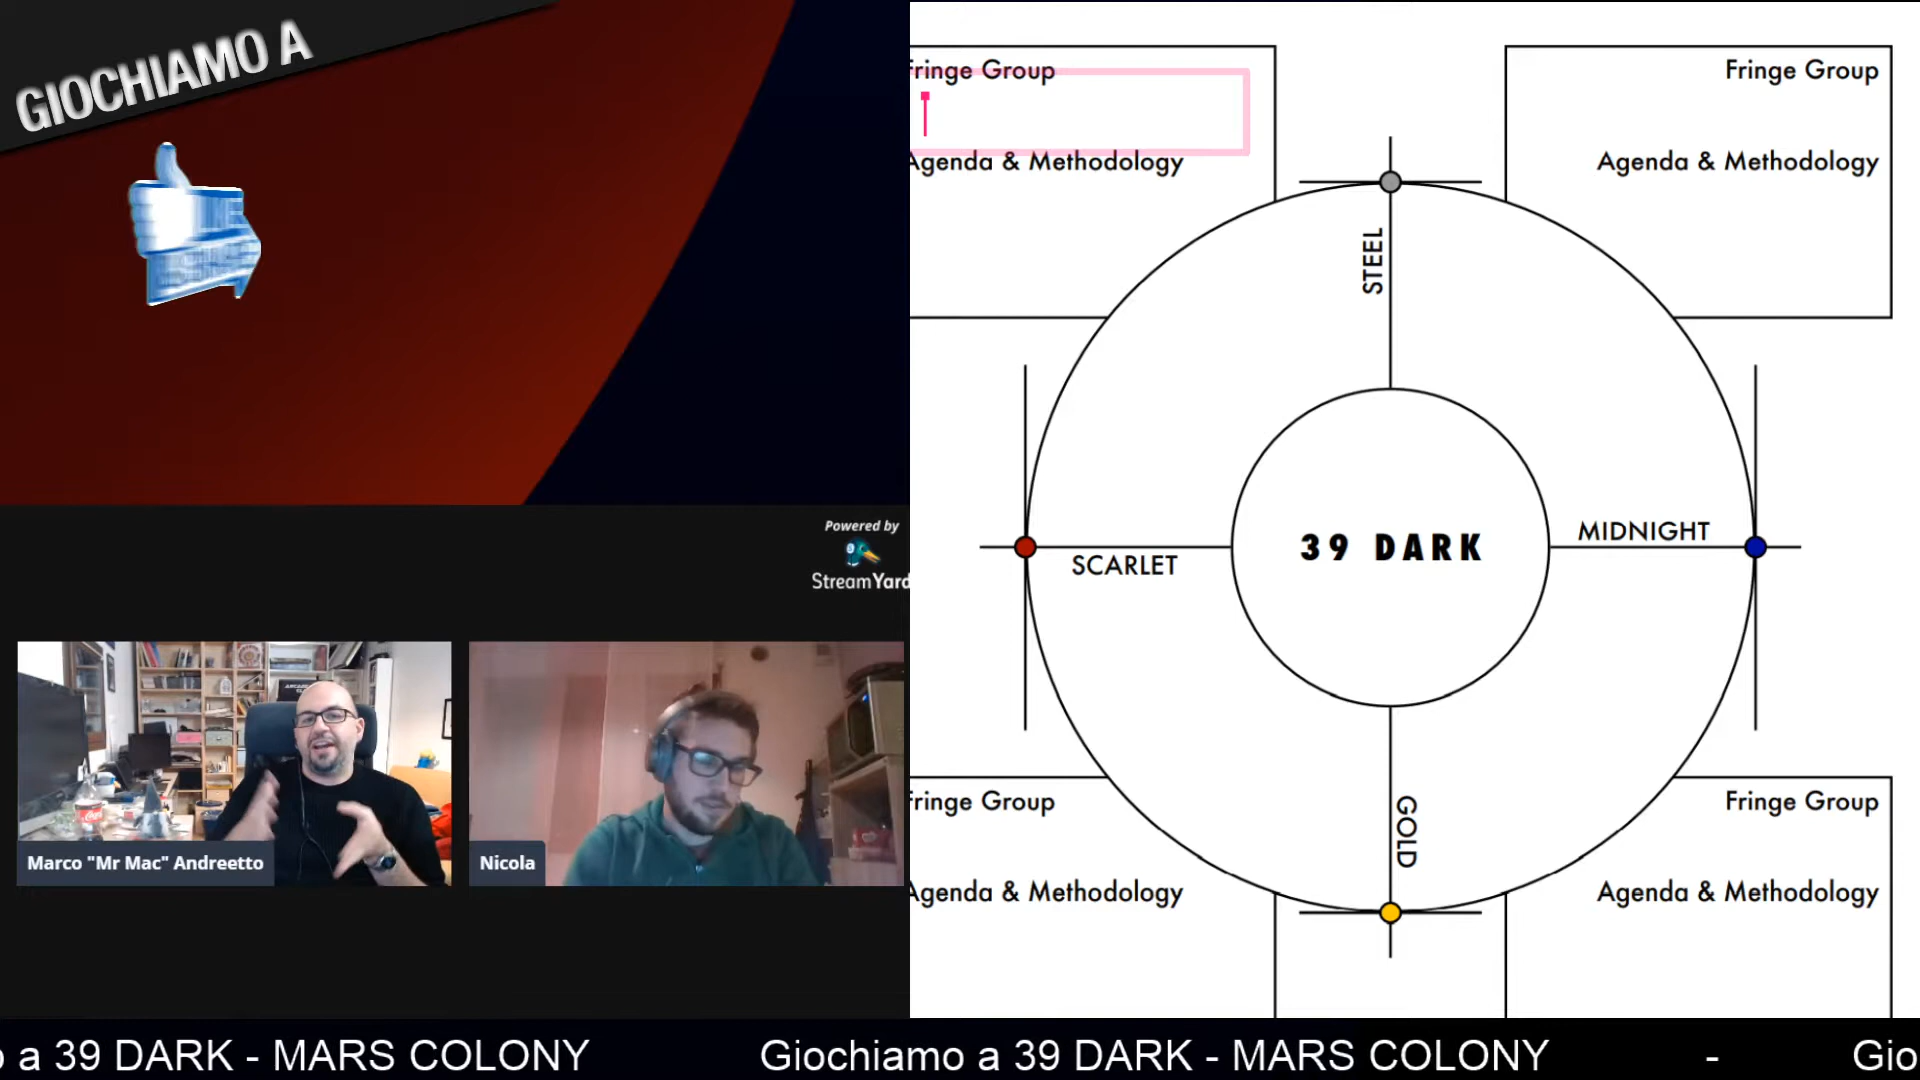 GIOCHIAMO A
Powered by
StreamYard
Marco "Mr Mac" Andreetto
Nicola
Fringe Group
Agenda & Methodology
Fringe Group
Agenda & Methodology
STEEL
SCARLET
39 DARK
MIDNIGHT
GOLD
Fringe Group
Agenda & Methodology
Fringe Group
Agenda & Methodology
o a 39 DARK - MARS COLONY Giochiamo a 39 DARK - MARS COLONY - Gio